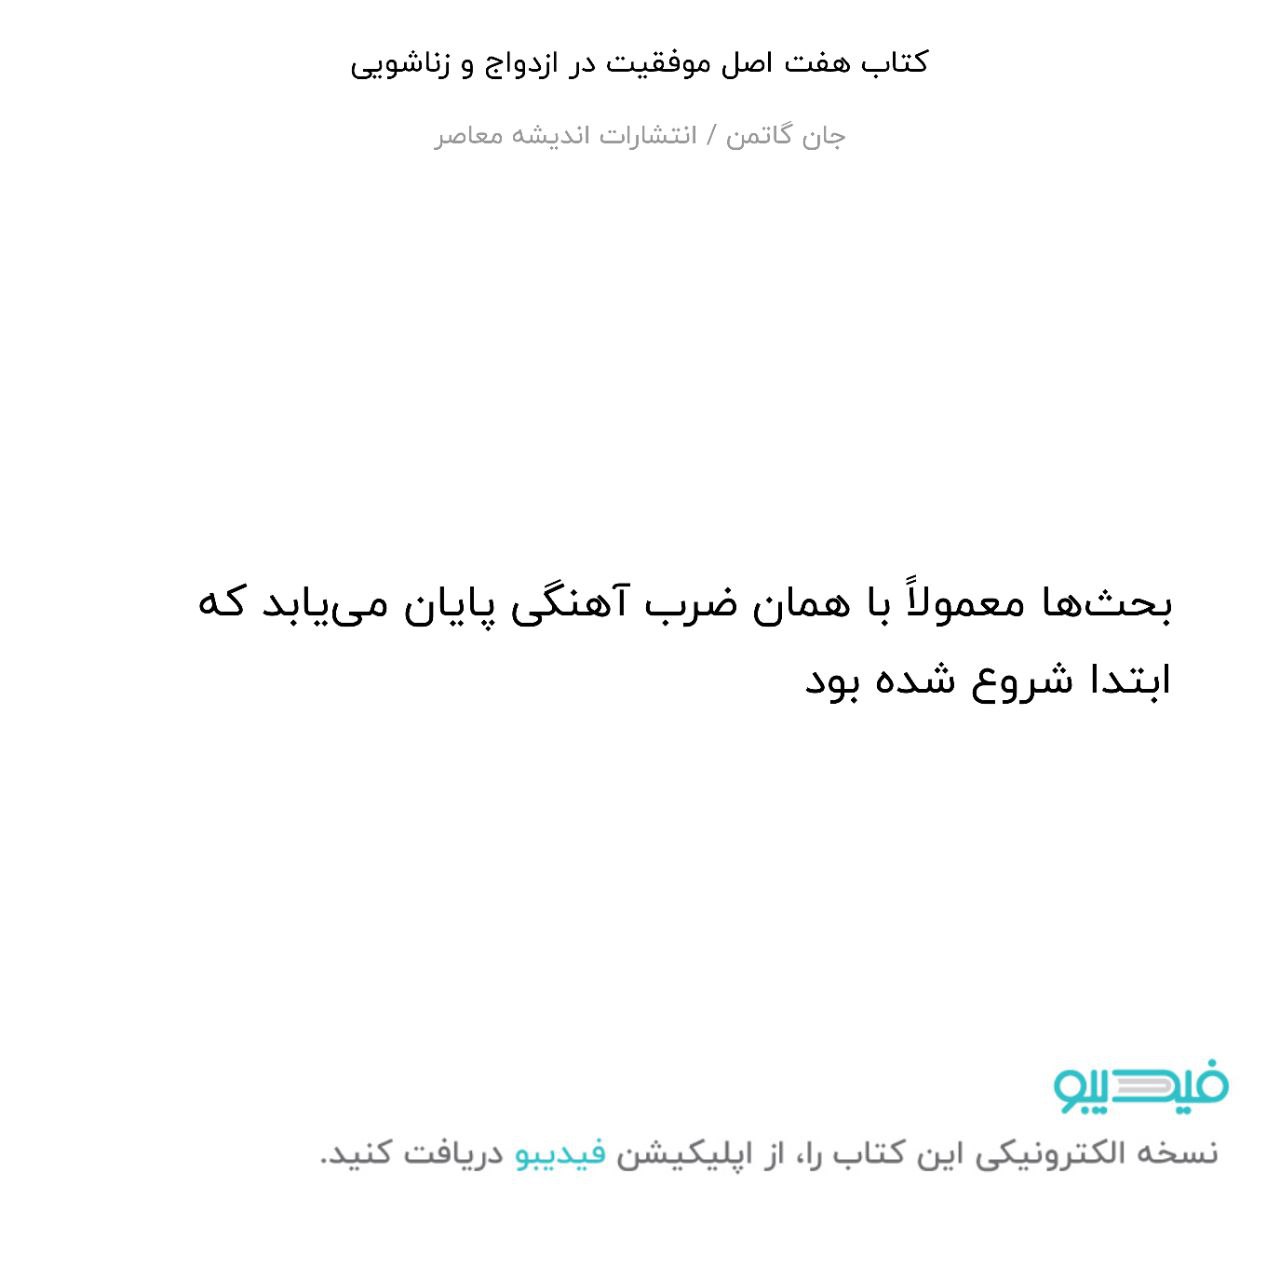 کتاب هفت اصل موفقیت در ازدواج و زناشویی
جان گاتمن / انتشارات اندیشه معاصر
بحث‌ها معمولاً با همان ضرب آهنگی پایان می‌یابد که
ابتدا شروع شده بود
فیدیبو
نسخه الکترونیکی این کتاب را، از اپلیکیشن فیدیبو دریافت کنید.